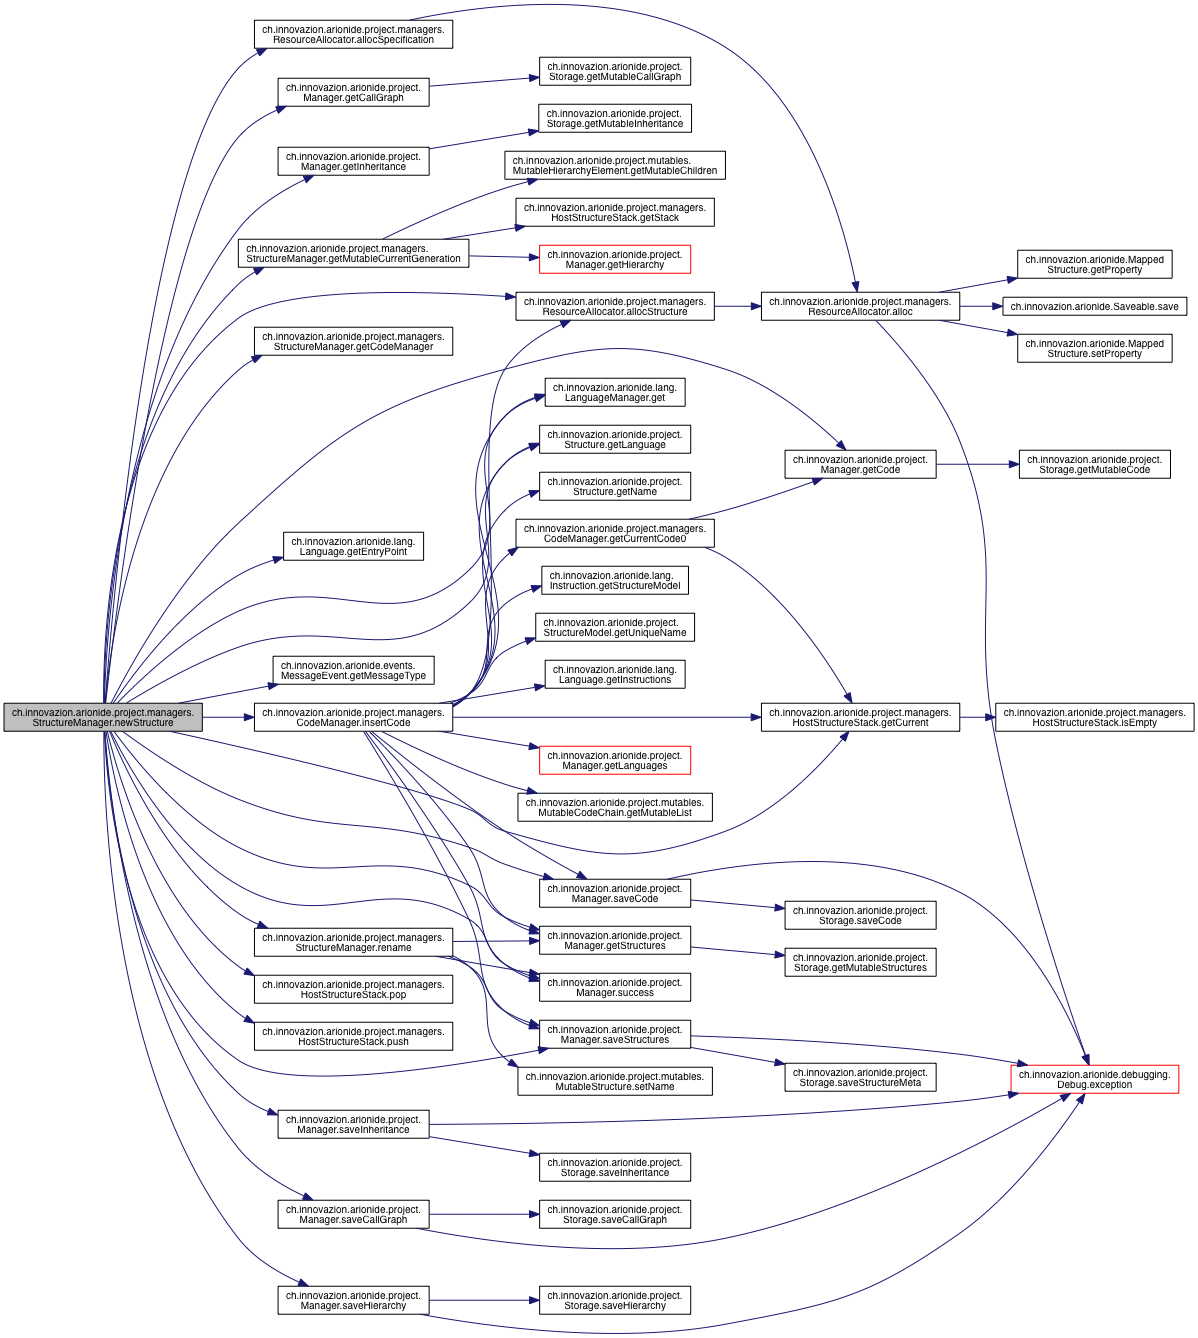 ch.innovazion.arionide.project.managers.
ResourceAllocator.allocSpecification
ch.innovazion.arionide.project.
Storage.getMutableCallGraph
ch.innovazion.arionide.project.
Manager.getCallGraph
ch.innovazion.arionide.project.
Storage.getMutableInheritance
ch.innovazion.arionide.project.
Manager.getInheritance
ch.innovazion.arionide.project.mutables.
MutableHierarchyElement.getMutableChildren
ch.innovazion.arionide.project.managers.
HostStructureStack.getStack
ch.innovazion.arionide.project.managers.
StructureManager.getMutableCurrentGeneration
ch.innovazion.arionide.project.
Manager.getHierarchy
ch.innovazion.arionide.Mapped
Structure.getProperty
ch.innovazion.arionide.project.managers.
ResourceAllocator.allocStructure
ch.innovazion.arionide.project.managers.
ResourceAllocator.alloc
ch.innovazion.arionide.Saveable.save
ch.innovazion.arionide.project.managers.
StructureManager.getCodeManager
ch.innovazion.arionide.Mapped
Structure.setProperty
ch.innovazion.arionide.lang.
LanguageManager.get
ch.innovazion.arionide.project.
Structure.getLanguage
ch.innovazion.arionide.project.
Manager.getCode
ch.innovazion.arionide.project.
Storage.getMutableCode
ch.innovazion.arionide.project.
Structure.getName
ch.innovazion.arionide.project.managers.
CodeManager.getCurrentCode0
ch.innovazion.arionide.lang.
Language.getEntryPoint
ch.innovazion.arionide.lang.
Instruction.getStructureModel
ch.innovazion.arionide.project.
StructureModel.getUniqueName
ch.innovazion.arionide.events.
MessageEvent.getMessageType
ch.innovazion.arionide.lang.
Language.getInstructions
ch.innovazion.arionide.project.managers.
StructureManager.newStructure
ch.innovazion.arionide.project.managers.
CodeManager.insertCode
ch.innovazion.arionide.project.managers.
HostStructureStack.getCurrent
ch.innovazion.arionide.project.managers.
HostStructureStack.isEmpty
ch.innovazion.arionide.project.
Manager.getLanguages
ch.innovazion.arionide.project.mutables.
MutableCodeChain.getMutableList
ch.innovazion.arionide.project.
Manager.saveCode
ch.innovazion.arionide.project.
Storage.saveCode
ch.innovazion.arionide.project.managers.
StructureManager.rename
ch.innovazion.arionide.project.
Manager.getStructures
ch.innovazion.arionide.project.
Storage.getMutableStructures
ch.innovazion.arionide.project.managers.
HostStructureStack.pop
ch.innovazion.arionide.project.
Manager.success
ch.innovazion.arionide.project.managers.
HostStructureStack.push
ch.innovazion.arionide.project.
Manager.saveStructures
ch.innovazion.arionide.project.
Storage.saveStructureMeta
ch.innovazion.arionide.project.mutables.
MutableStructure.setName
ch.innovazion.arionide.debugging.
Debug.exception
ch.innovazion.arionide.project.
Manager.saveInheritance
ch.innovazion.arionide.project.
Storage.saveInheritance
ch.innovazion.arionide.project.
Manager.saveCallGraph
ch.innovazion.arionide.project.
Storage.saveCallGraph
ch.innovazion.arionide.project.
Manager.saveHierarchy
ch.innovazion.arionide.project.
Storage.saveHierarchy